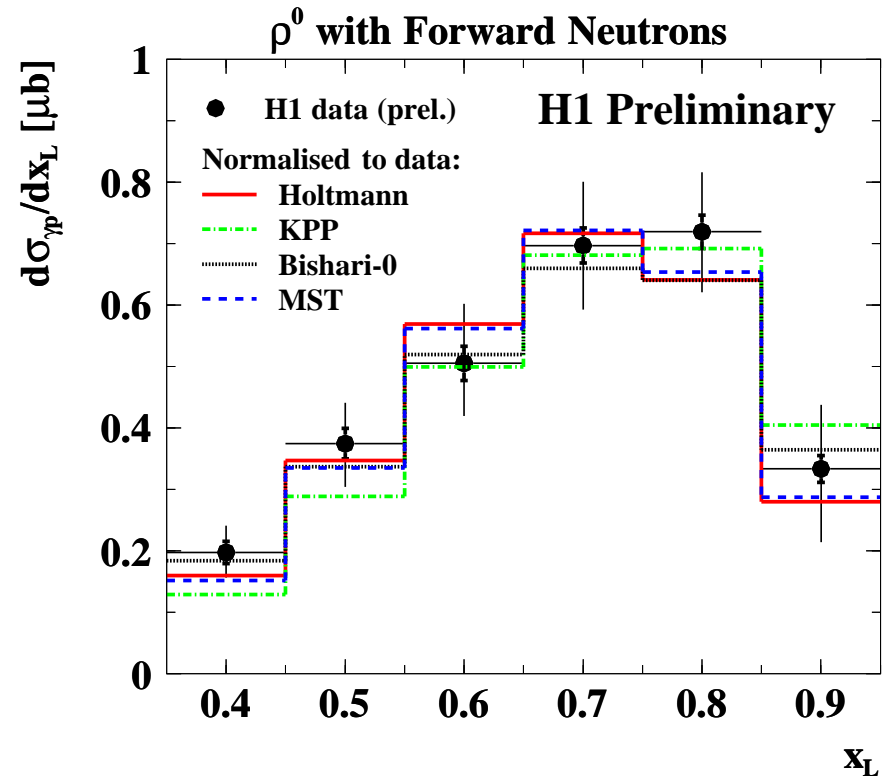 ρ⁰ with Forward Neutrons
dσγp/dxL [μb]
1
0.8
0.6
0.4
0.2
0
H1 data (prel.)
H1 Preliminary
Normalised to data:
Holtmann
KPP
Bishari-0
MST
0.4 0.5 0.6 0.7 0.8 0.9
xL